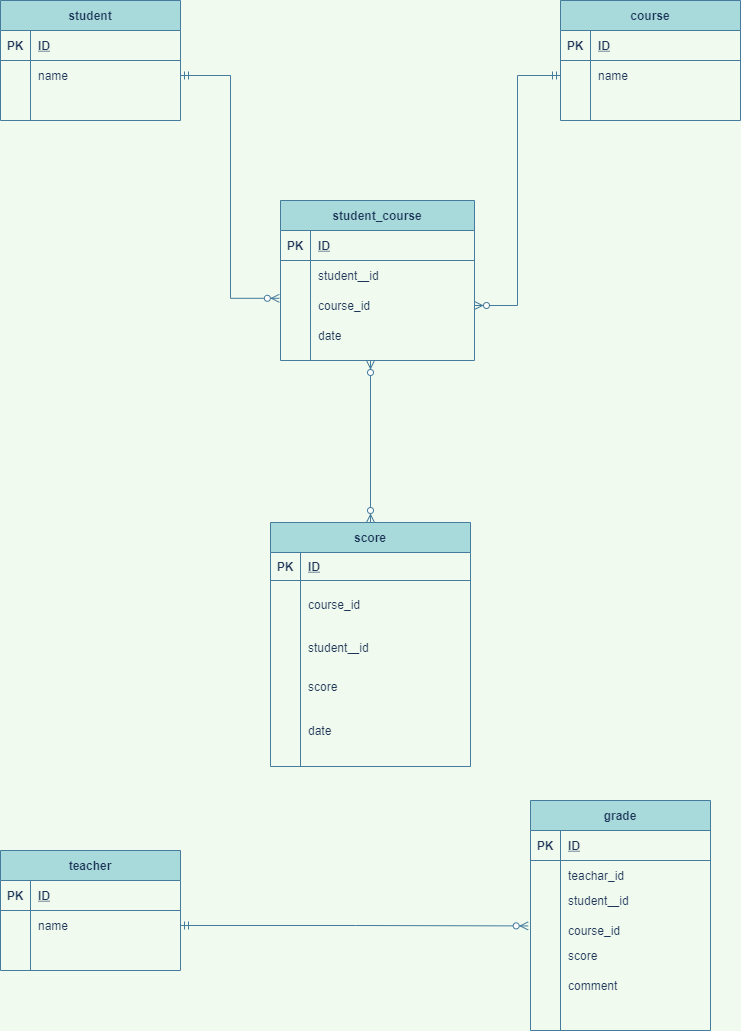 student
PK ID
name
course
PK ID
name
student_course
PK ID
student__id
course_id
date
score
PK ID
course_id
student__id
score
date
teacher
PK ID
name
grade
PK ID
teachar_id
student__id
course_id
score
comment